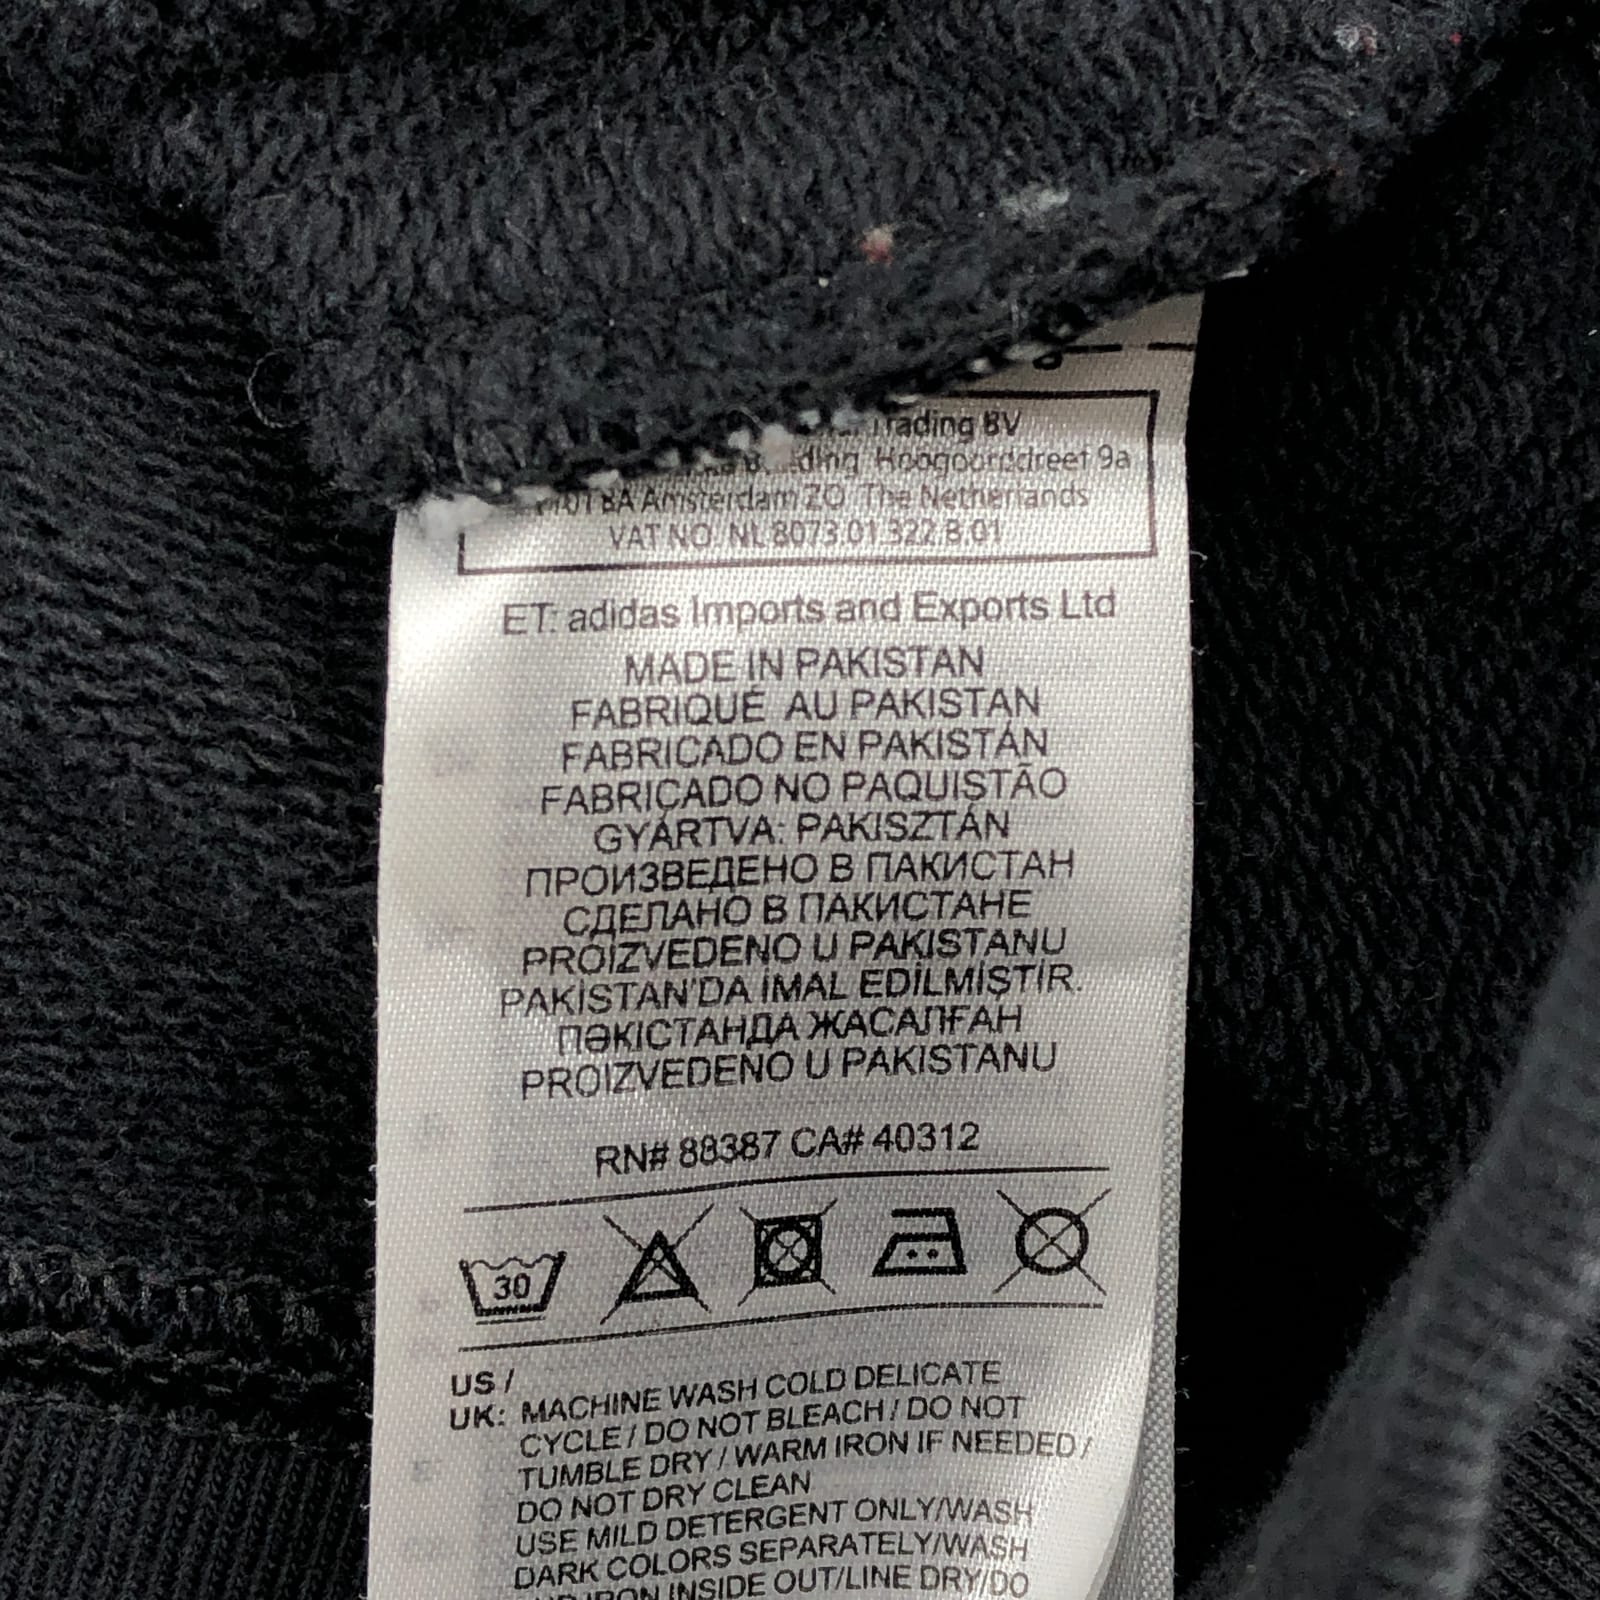 Trading BV
Hoogoorddreef 9a
BA Amsterdam ZO The Netherlands
VAT NO: NL 8073.01.322.B.01
ET: adidas Imports and Exports Ltd
MADE IN PAKISTAN
FABRIQUÉ AU PAKISTAN
FABRICADO EN PAKISTÁN
FABRICADO NO PAQUISTÃO
GYÁRTVA: PAKISZTÁN
ПРОИЗВЕДЕНО В ПАКИСТАН
СДЕЛАНО В ПАКИСТАНЕ
PROIZVEDENO U PAKISTANU
PAKİSTAN'DA İMAL EDİLMİŞTİR.
ПӘКІСТАНДА ЖАСАЛҒАН
PROIZVEDENO U PAKISTANU
RN# 88387 CA# 40312
30
US /
UK: MACHINE WASH COLD DELICATE
CYCLE / DO NOT BLEACH / DO NOT
TUMBLE DRY / WARM IRON IF NEEDED /
DO NOT DRY CLEAN
USE MILD DETERGENT ONLY/WASH
DARK COLORS SEPARATELY/WASH
IRON INSIDE OUT/LINE DRY/DO